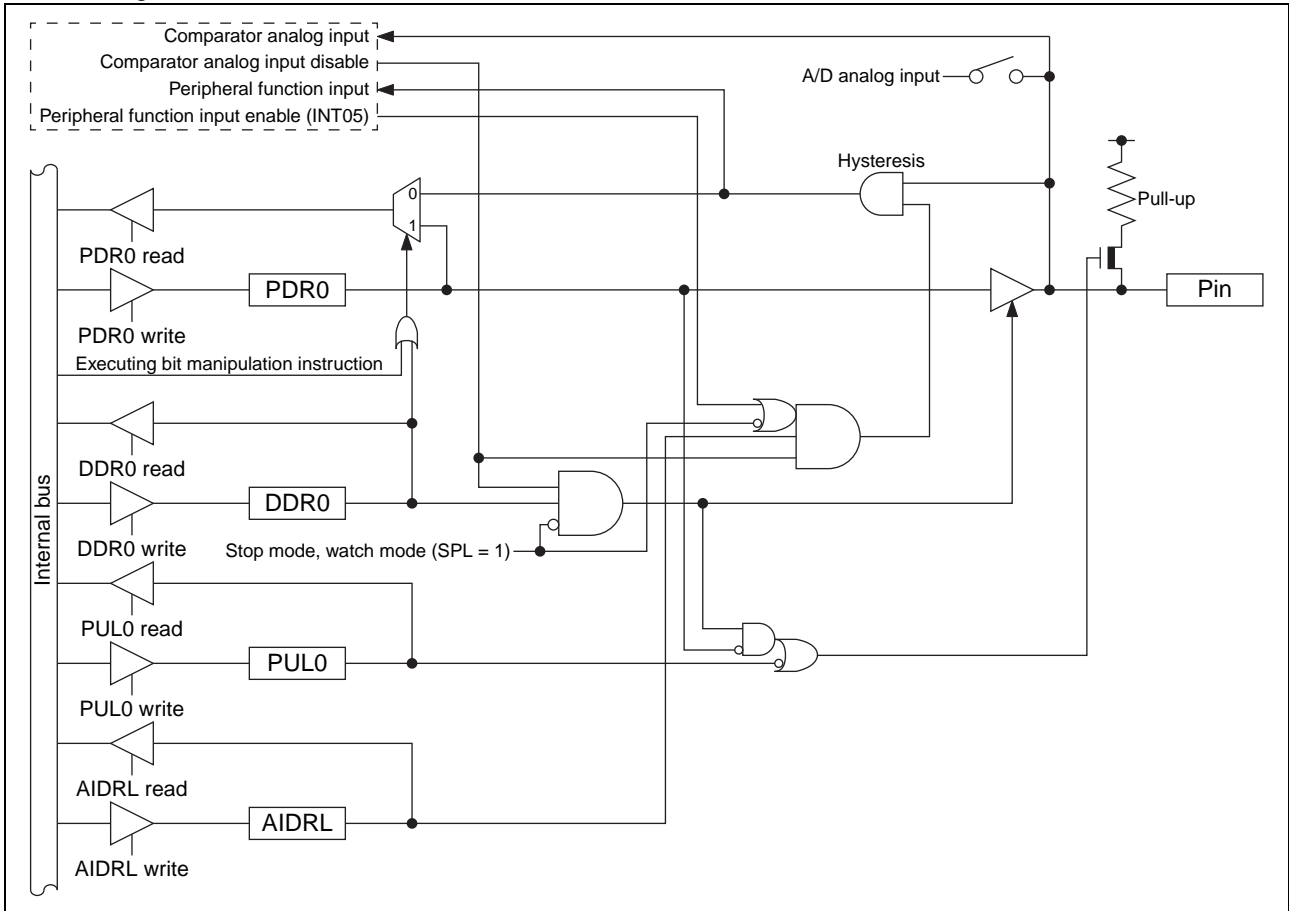 Comparator analog input
Comparator analog input disable
Peripheral function input
Peripheral function input enable (INT05)
A/D analog input
Hysteresis
Pull-up
0
1
PDR0 read
PDR0
Pin
PDR0 write
Executing bit manipulation instruction
DDR0 read
DDR0
DDR0 write
Stop mode, watch mode (SPL = 1)
Internal bus
PUL0 read
PUL0
PUL0 write
AIDRL read
AIDRL
AIDRL write